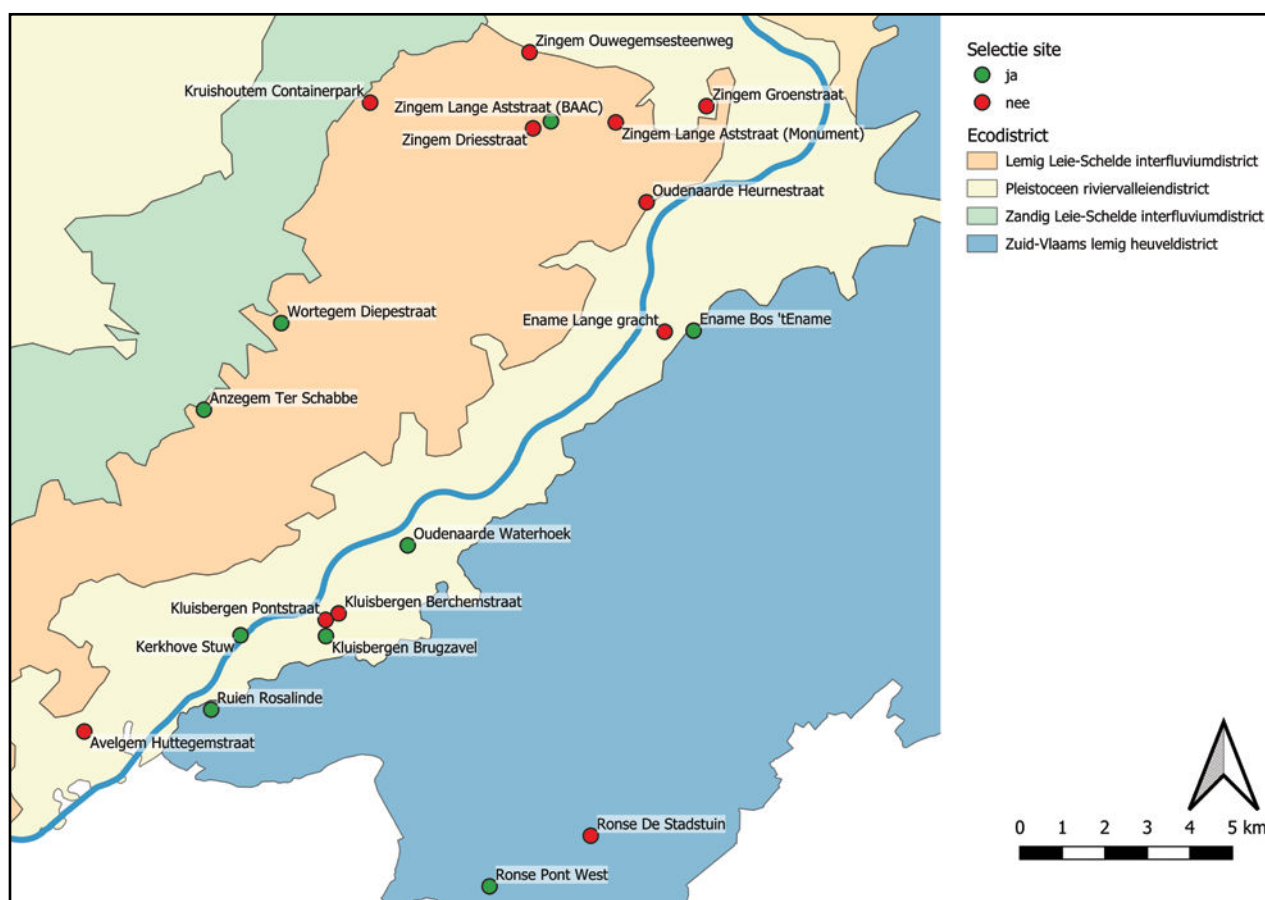 Zingem Ouwegemsesteenweg
Kruishoutem Containerpark
Zingem Lange Aststraat (BAAC)
Zingem Groenstraat
Zingem Driesstraat
Zingem Lange Aststraat (Monument)
Oudenaarde Heurnestraat
Wortegem Diepestraat
Ename Lange gracht
Ename Bos 'tEname
Anzegem Ter Schabbe
Oudenaarde Waterhoek
Kluisbergen Pontstraat
Kluisbergen Berchemstraat
Kerkhove Stuw
Kluisbergen Brugzavel
Ruien Rosalinde
Avelgem Huttegemstraat
Ronse De Stadstuin
Ronse Pont West
Selectie site
ja
nee
Ecodistrict
Lemig Leie-Schelde interfluviumdistrict
Pleistoceen riviervalleiendistrict
Zandig Leie-Schelde interfluviumdistrict
Zuid-Vlaams lemig heuveldistrict
0 1 2 3 4 5 km